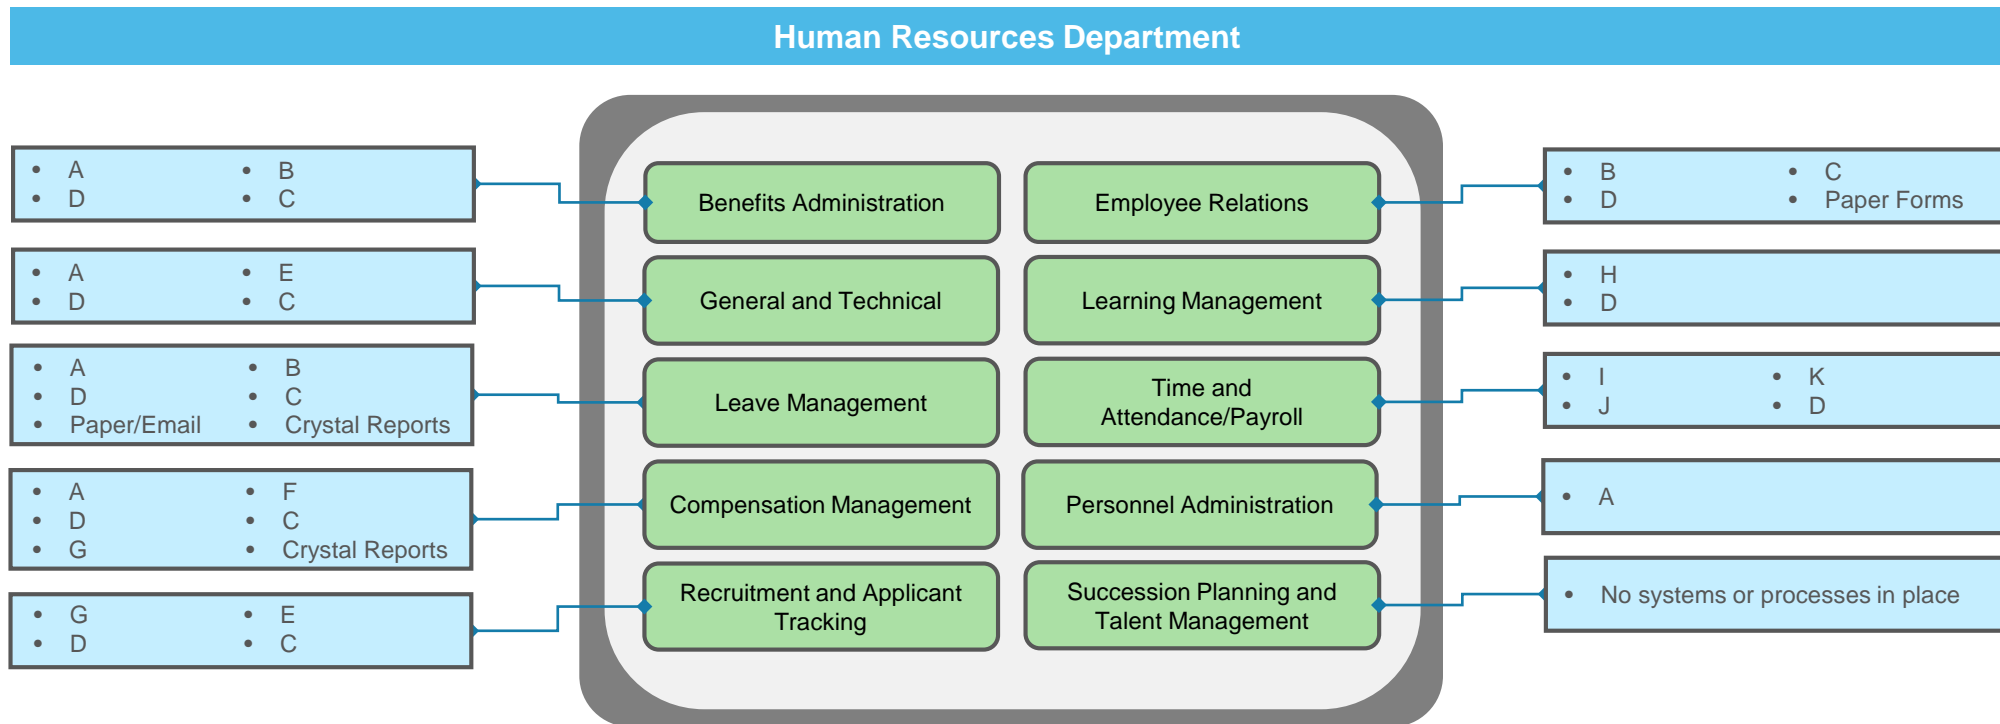 Human Resources Department
• A • B
• D • C
• A • E
• D • C
• A • B
• D • C
• Paper/Email • Crystal Reports
• A • F
• D • C
• G • Crystal Reports
• G • E
• D • C
Benefits Administration
General and Technical
Leave Management
Compensation Management
Recruitment and Applicant
Tracking
Employee Relations
Learning Management
Time and
Attendance/Payroll
Personnel Administration
Succession Planning and
Talent Management
• B • C
• D • Paper Forms
• H
• D
• I • K
• J • D
• A
• No systems or processes in place